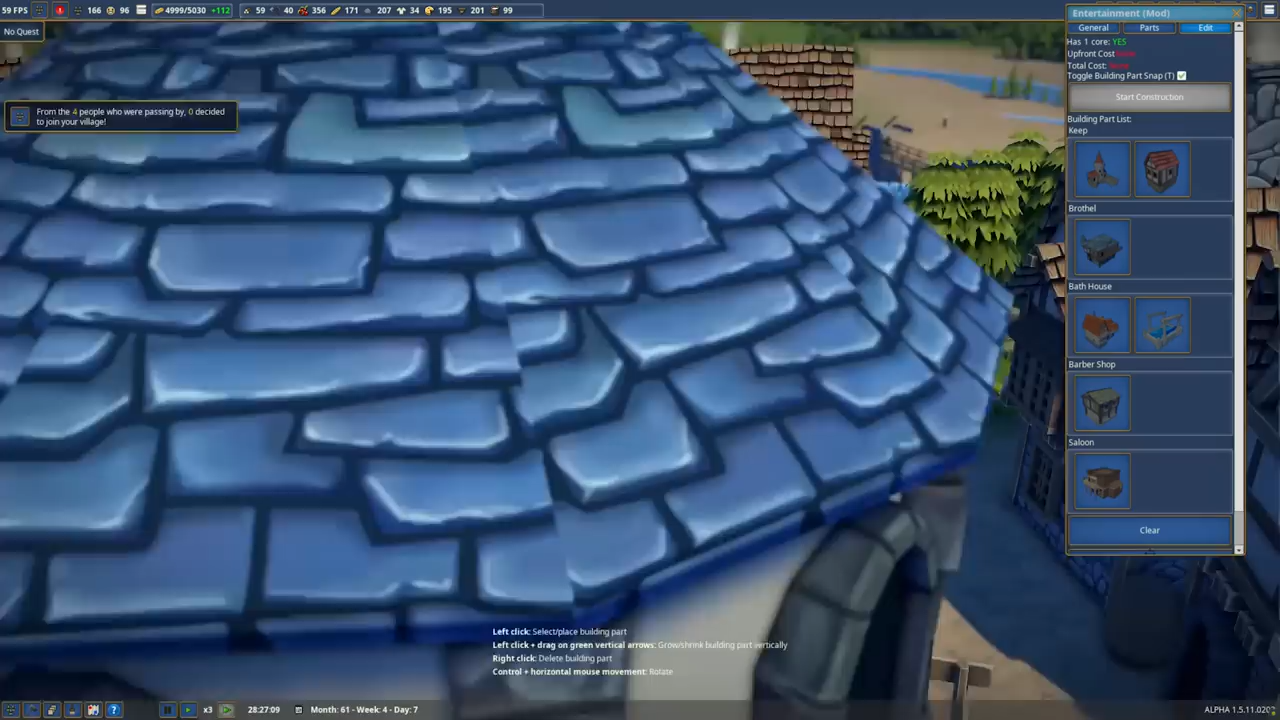 59 FPS 166 96 4999/5030 +112 59 40 356 171 207 34 195 201 99
No Quest
From the 4 people who were passing by, 0 decided
to join your village!
Entertainment (Mod)
General Parts Edit
Has 1 core: YES
Upfront Cost None
Total Cost: None
Toggle Building Part Snap (T)
Start Construction
Building Part List:
Keep
Brothel
Bath House
Barber Shop
Saloon
Clear
Left click: Select/place building part
Left click + drag on green vertical arrows: Grow/shrink building part vertically
Right click: Delete building part
Control + horizontal mouse movement: Rotate
x3 28:27:09 Month: 61 - Week: 4 - Day: 7
ALPHA 1.5.11.020